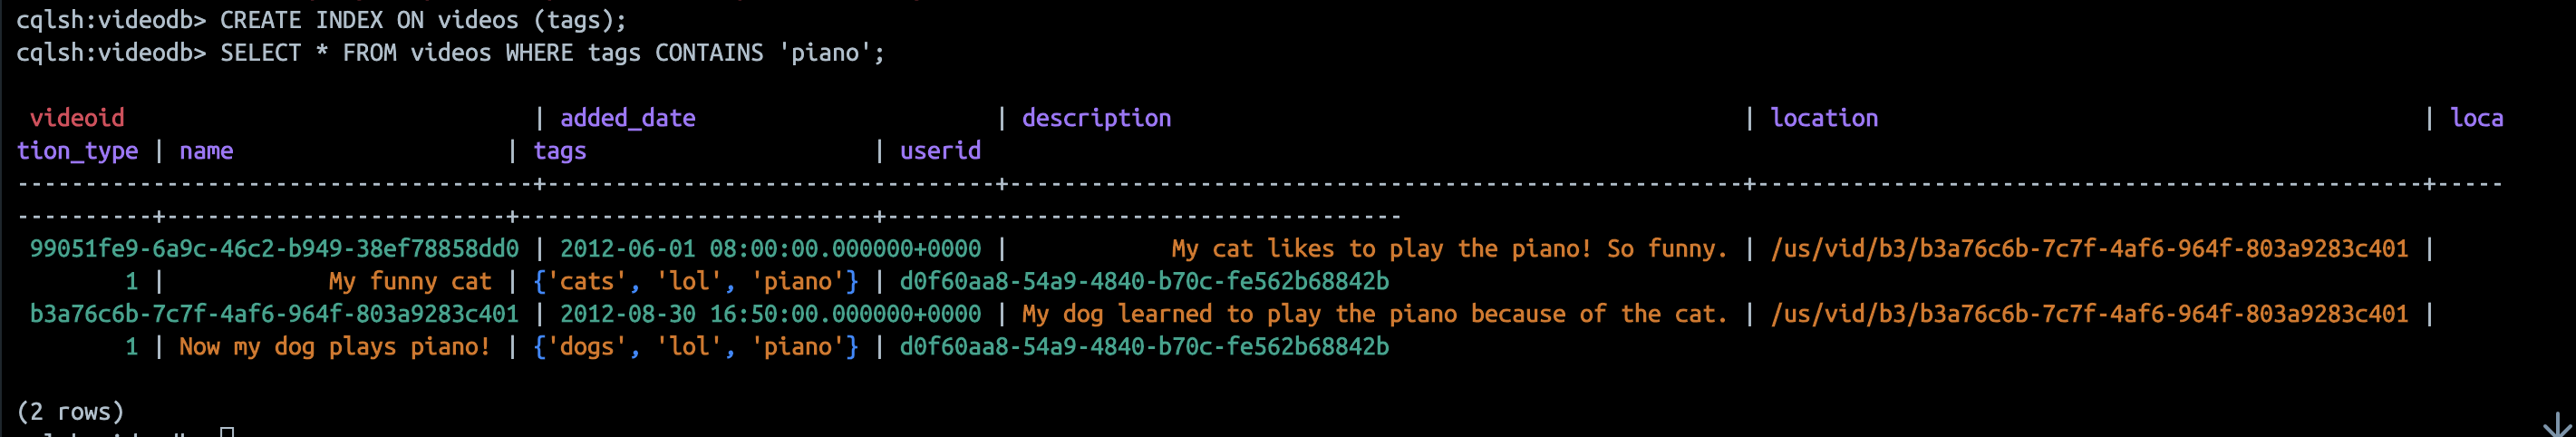 cqlsh:videodb> CREATE INDEX ON videos (tags);
cqlsh:videodb> SELECT * FROM videos WHERE tags CONTAINS 'piano';
videoid | added_date | description | location | loca
tion_type | name | tags | userid
--------------------------------------+----------------------------------+-------------------------------------------------------+--------------------------------------------------+-----
----------+--------------------------+---------------------------+--------------------------------------
99051fe9-6a9c-46c2-b949-38ef78858dd0 | 2012-06-01 08:00:00.000000+0000 | My cat likes to play the piano! So funny. | /us/vid/b3/b3a76c6b-7c7f-4af6-964f-803a9283c401 |
1 | My funny cat | {'cats', 'lol', 'piano'} | d0f60aa8-54a9-4840-b70c-fe562b68842b
b3a76c6b-7c7f-4af6-964f-803a9283c401 | 2012-08-30 16:50:00.000000+0000 | My dog learned to play the piano because of the cat. | /us/vid/b3/b3a76c6b-7c7f-4af6-964f-803a9283c401 |
1 | Now my dog plays piano! | {'dogs', 'lol', 'piano'} | d0f60aa8-54a9-4840-b70c-fe562b68842b
(2 rows)